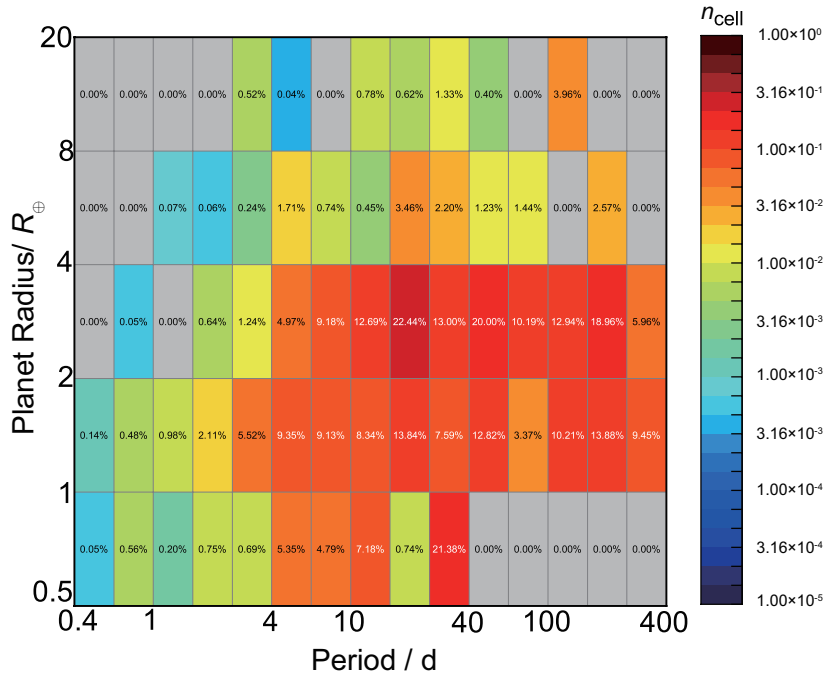 n_cell
20
0.00% 0.00% 0.00% 0.00% 0.52% 0.04% 0.00% 0.78% 0.62% 1.33% 0.40% 0.00% 3.96% 0.00% 0.00%
8
0.00% 0.00% 0.07% 0.06% 0.24% 1.71% 0.74% 0.45% 3.46% 2.20% 1.23% 1.44% 0.00% 2.57% 0.00%
4
0.00% 0.05% 0.00% 0.64% 1.24% 4.97% 9.18% 12.69% 22.44% 13.00% 20.00% 10.19% 12.94% 18.96% 5.96%
2
0.14% 0.48% 0.98% 2.11% 5.52% 9.35% 9.13% 8.34% 13.84% 7.59% 12.82% 3.37% 10.21% 13.88% 9.45%
1
0.05% 0.56% 0.20% 0.75% 0.69% 5.35% 4.79% 7.18% 0.74% 21.38% 0.00% 0.00% 0.00% 0.00% 0.00%
0.5
Planet Radius/ R⊕
0.4 1 4 10 40 100 400
Period / d
1.00×10⁰
3.16×10⁻¹
1.00×10⁻¹
3.16×10⁻²
1.00×10⁻²
3.16×10⁻³
1.00×10⁻³
3.16×10⁻³
1.00×10⁻⁴
3.16×10⁻⁴
1.00×10⁻⁵